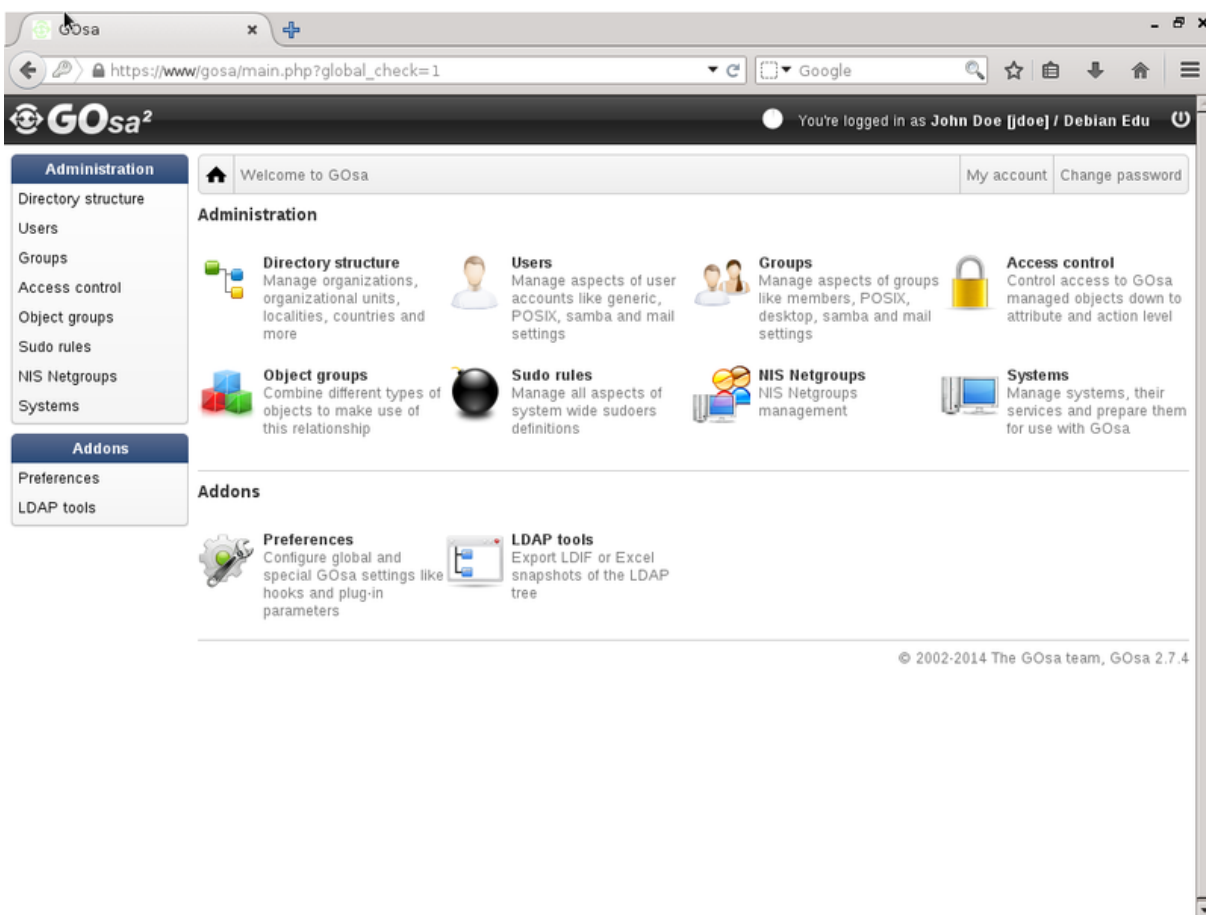 GOsa
https://www/gosa/main.php?global_check=1
Google
GOsa²
You're logged in as John Doe [jdoe] / Debian Edu
Administration
Directory structure
Users
Groups
Access control
Object groups
Sudo rules
NIS Netgroups
Systems
Addons
Preferences
LDAP tools
Welcome to GOsa
My account
Change password
Administration
Directory structure
Manage organizations,
organizational units,
localities, countries and
more
Users
Manage aspects of user
accounts like generic,
POSIX, samba and mail
settings
Groups
Manage aspects of groups
like members, POSIX,
desktop, samba and mail
settings
Access control
Control access to GOsa
managed objects down to
attribute and action level
Object groups
Combine different types of
objects to make use of
this relationship
Sudo rules
Manage all aspects of
system wide sudoers
definitions
NIS Netgroups
NIS Netgroups
management
Systems
Manage systems, their
services and prepare them
for use with GOsa
Addons
Preferences
Configure global and
special GOsa settings like
hooks and plug-in
parameters
LDAP tools
Export LDIF or Excel
snapshots of the LDAP
tree
© 2002-2014 The GOsa team, GOsa 2.7.4